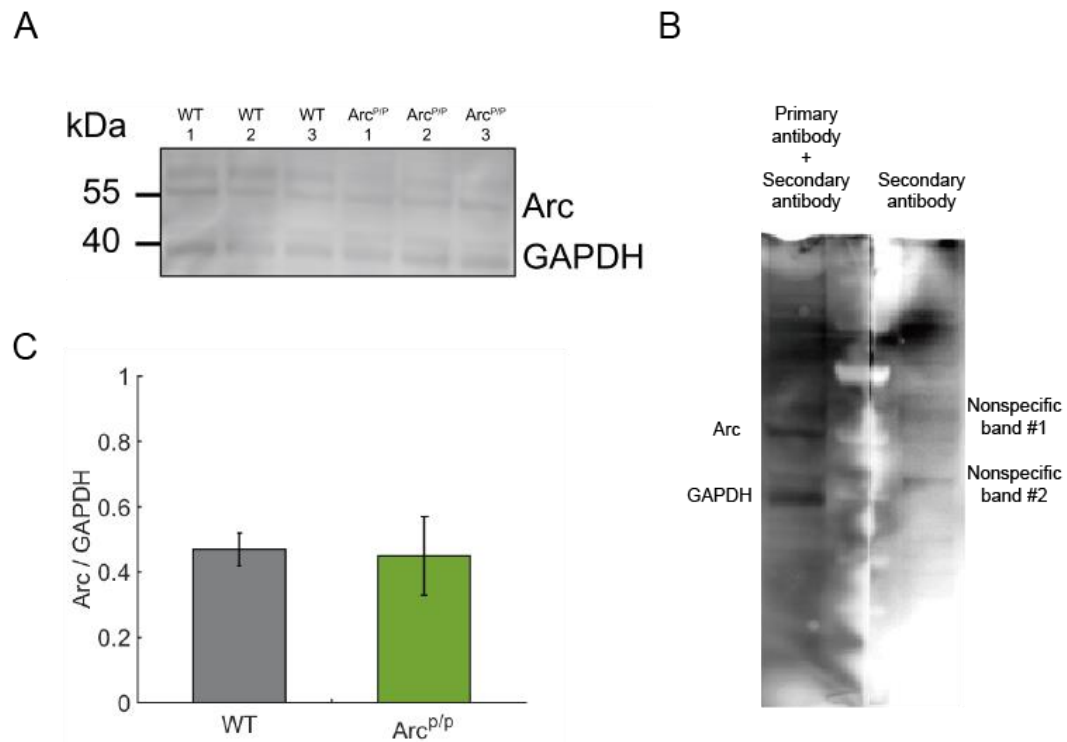 A
kDa
WT WT WT Arc^P/P Arc^P/P Arc^P/P
1 2 3 1 2 3
55
40
Arc
GAPDH
B
Primary
antibody
+
Secondary
antibody
Secondary
antibody
Arc
GAPDH
Nonspecific
band #1
Nonspecific
band #2
C
Arc / GAPDH
1
0.8
0.6
0.4
0.2
0
WT
Arc^p/p